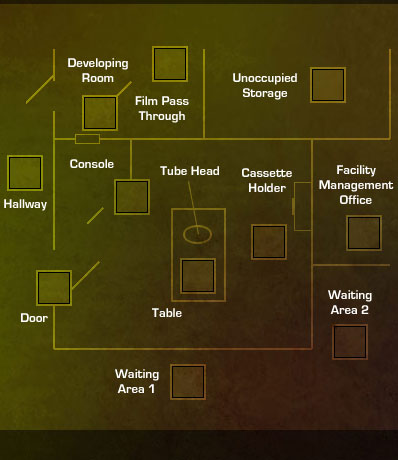 Developing
Room
Film Pass
Through
Unoccupied
Storage
Console
Tube Head
Cassette
Holder
Facility
Management
Office
Hallway
Door
Table
Waiting
Area 2
Waiting
Area 1